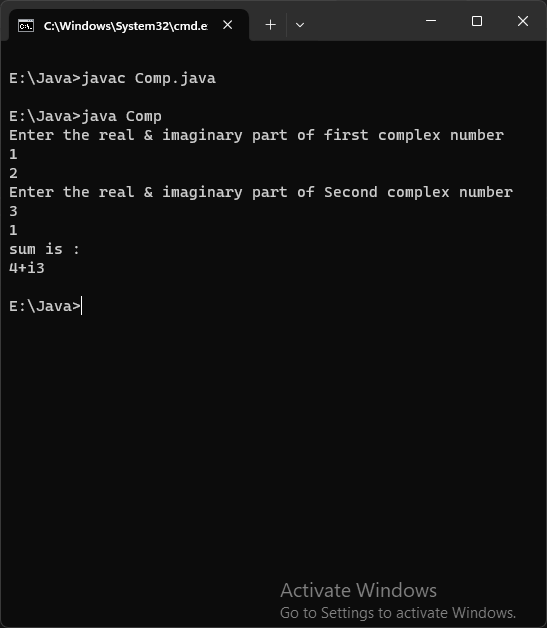 C:\Windows\System32\cmd.e
E:\Java>javac Comp.java
E:\Java>java Comp
Enter the real & imaginary part of first complex number
1
2
Enter the real & imaginary part of Second complex number
3
1
sum is :
4+i3
E:\Java>
Activate Windows
Go to Settings to activate Windows.